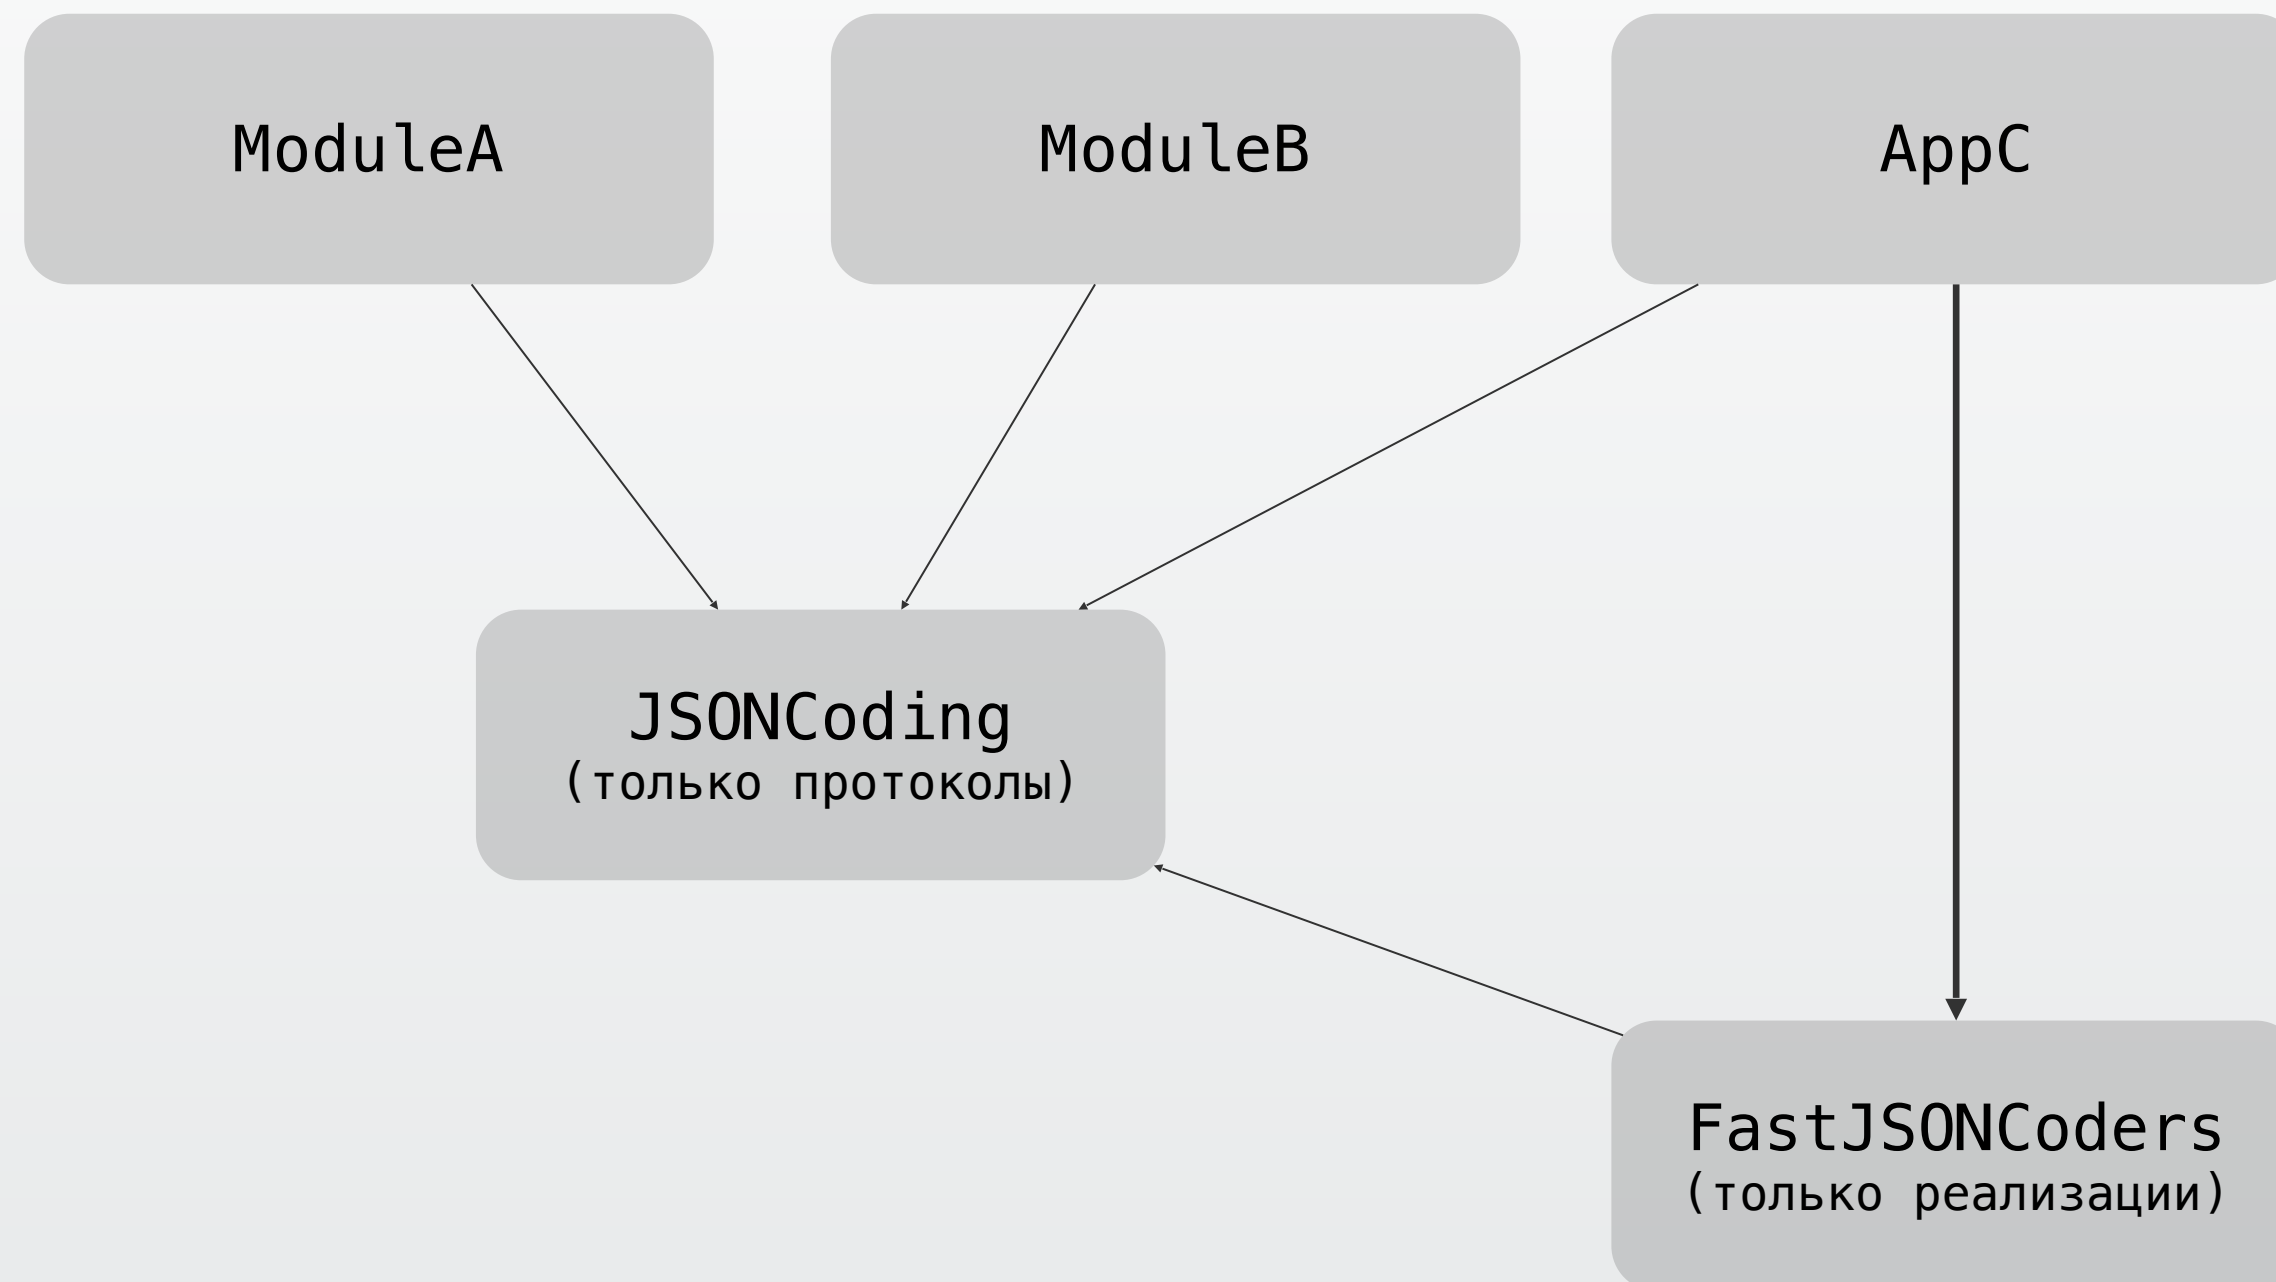 ModuleA
ModuleB
AppC
JSONCoding
(только протоколы)
FastJSONCoders
(только реализации)